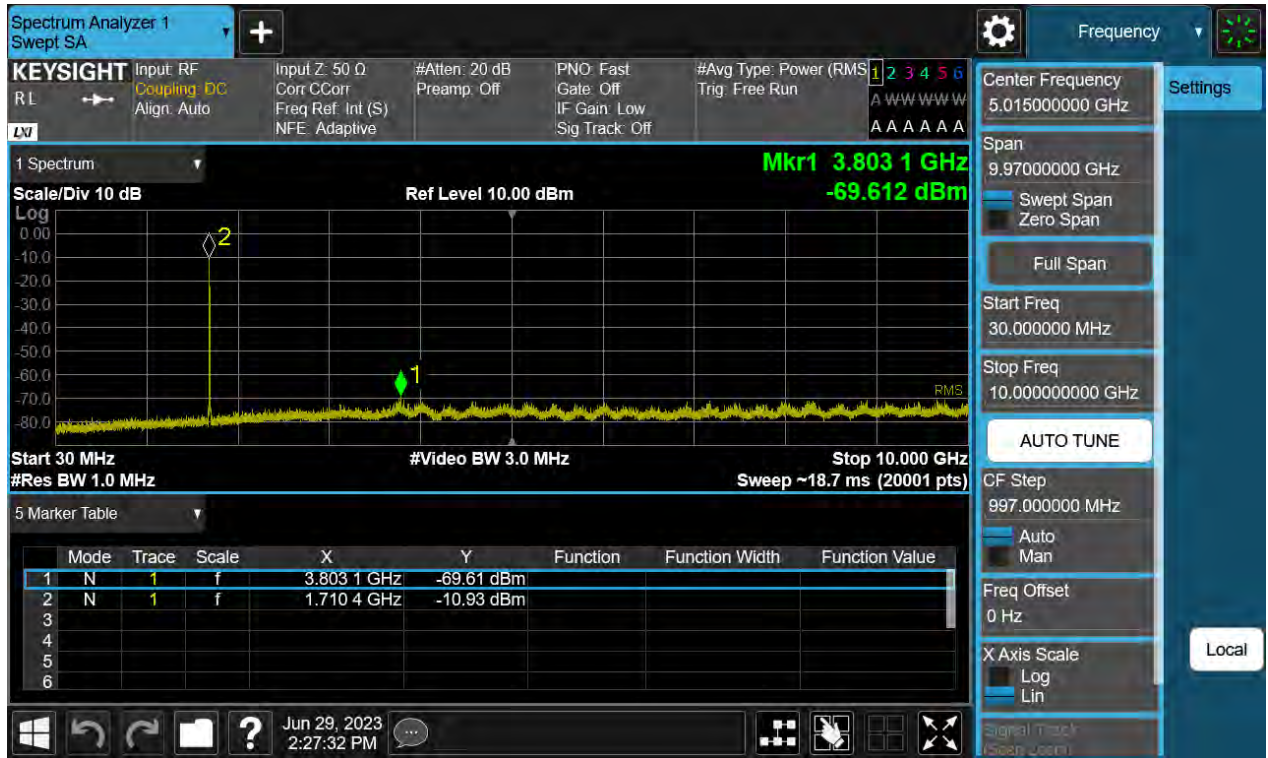 Spectrum Analyzer 1
Swept SA
+
Frequency
KEYSIGHT
RL
LXI
Input: RF
Coupling: DC
Align: Auto
Input Z: 50 Ω
Corr CCorr
Freq Ref: Int (S)
NFE: Adaptive
#Atten: 20 dB
Preamp: Off
PNO: Fast
Gate: Off
IF Gain: Low
Sig Track: Off
#Avg Type: Power (RMS
Trig: Free Run
1 2 3 4 5 6
A W W W W W
A A A A A A
1 Spectrum
Scale/Div 10 dB
Ref Level 10.00 dBm
Mkr1 3.803 1 GHz
-69.612 dBm
Log
0.00
-10.0
-20.0
-30.0
-40.0
-50.0
-60.0
-70.0
-80.0
2
1
RMS
Start 30 MHz
#Video BW 3.0 MHz
Stop 10.000 GHz
#Res BW 1.0 MHz
Sweep ~18.7 ms (20001 pts)
5 Marker Table
Mode Trace Scale X Y Function Function Width Function Value
1 N 1 f 3.803 1 GHz -69.61 dBm
2 N 1 f 1.710 4 GHz -10.93 dBm
3
4
5
6
Jun 29, 2023
2:27:32 PM
Center Frequency
5.015000000 GHz
Span
9.97000000 GHz
Swept Span
Zero Span
Full Span
Start Freq
30.000000 MHz
Stop Freq
10.000000000 GHz
AUTO TUNE
CF Step
997.000000 MHz
Auto
Man
Freq Offset
0 Hz
X Axis Scale
Log
Lin
Signal Track
(Span Zoom)
Settings
Local